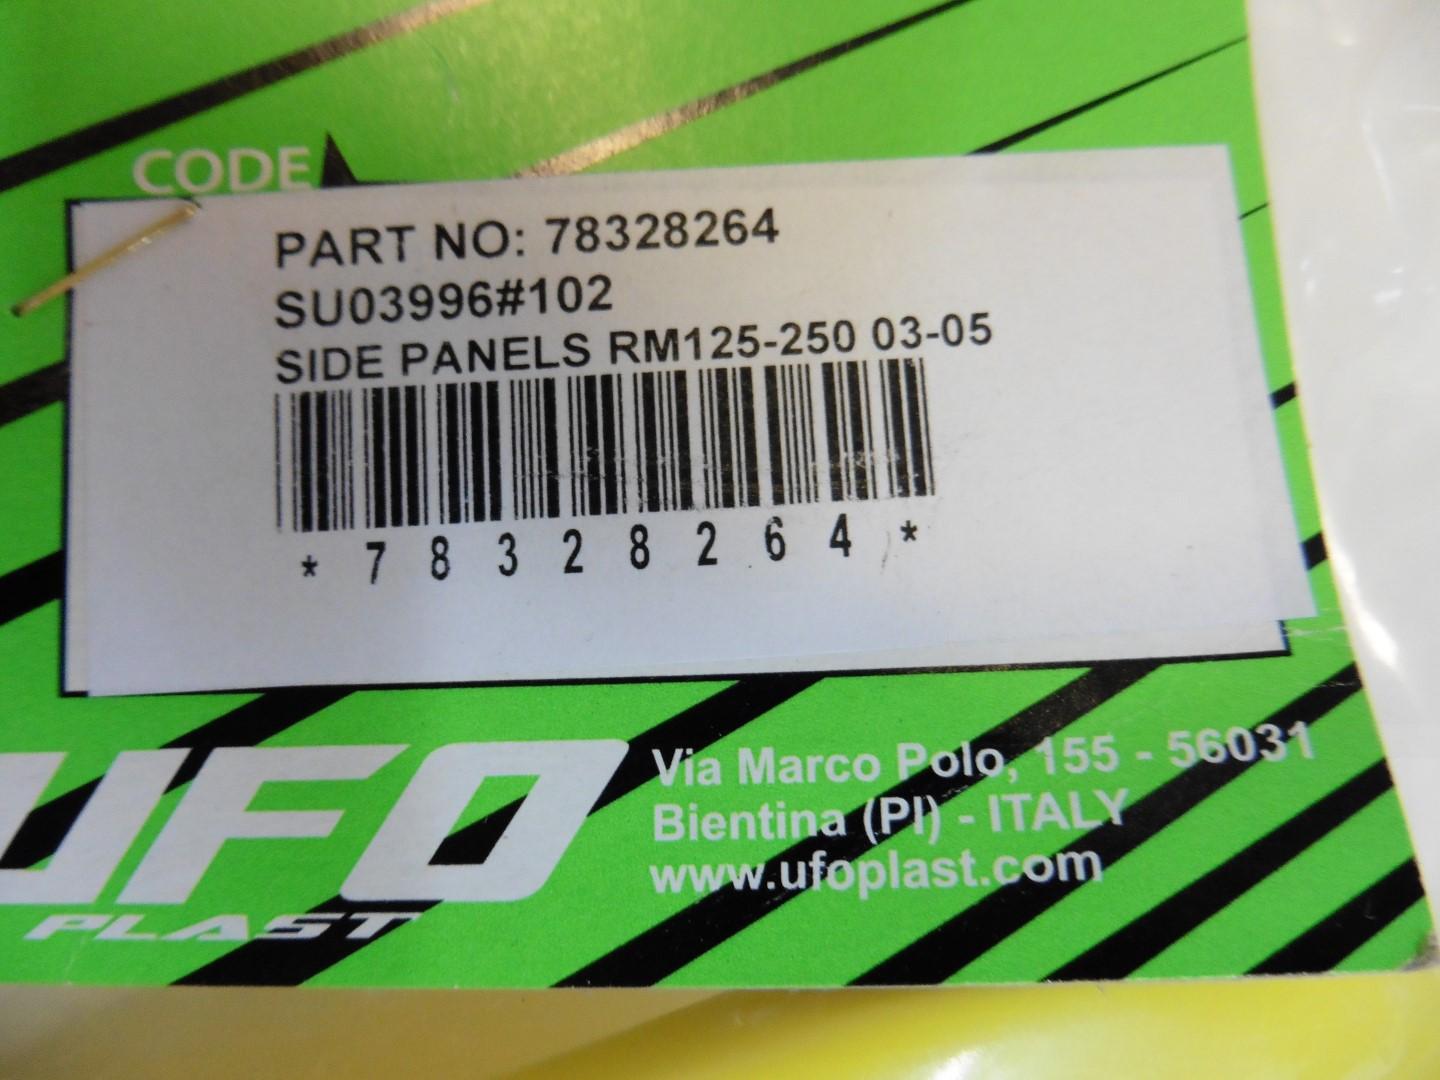 CODE
PART NO: 78328264
SU03996#102
SIDE PANELS RM125-250 03-05
* 7 8 3 2 8 2 6 4 *
UFO
PLAST
Via Marco Polo, 155 - 56031
Bientina (PI) - ITALY
www.ufoplast.com